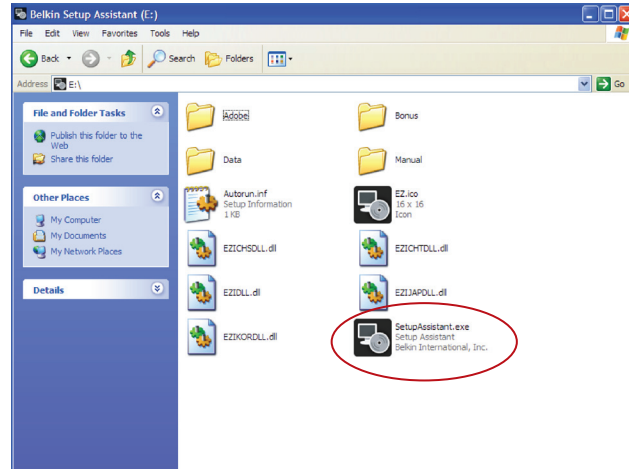 Belkin Setup Assistant (E:)
File Edit View Favorites Tools Help
Back Search Folders
Address E:\ Go
File and Folder Tasks
Publish this folder to the
Web
Share this folder
Other Places
My Computer
My Documents
My Network Places
Details
Adobe
Bonus
Data
Manual
Autorun.inf
Setup Information
1 KB
EZ.ico
16 x 16
Icon
EZICHSDLL.dll
EZICHTDLL.dll
EZIDLL.dll
EZIJAPDLL.dll
EZIKORDLL.dll
SetupAssistant.exe
Setup Assistant
Belkin International, Inc.